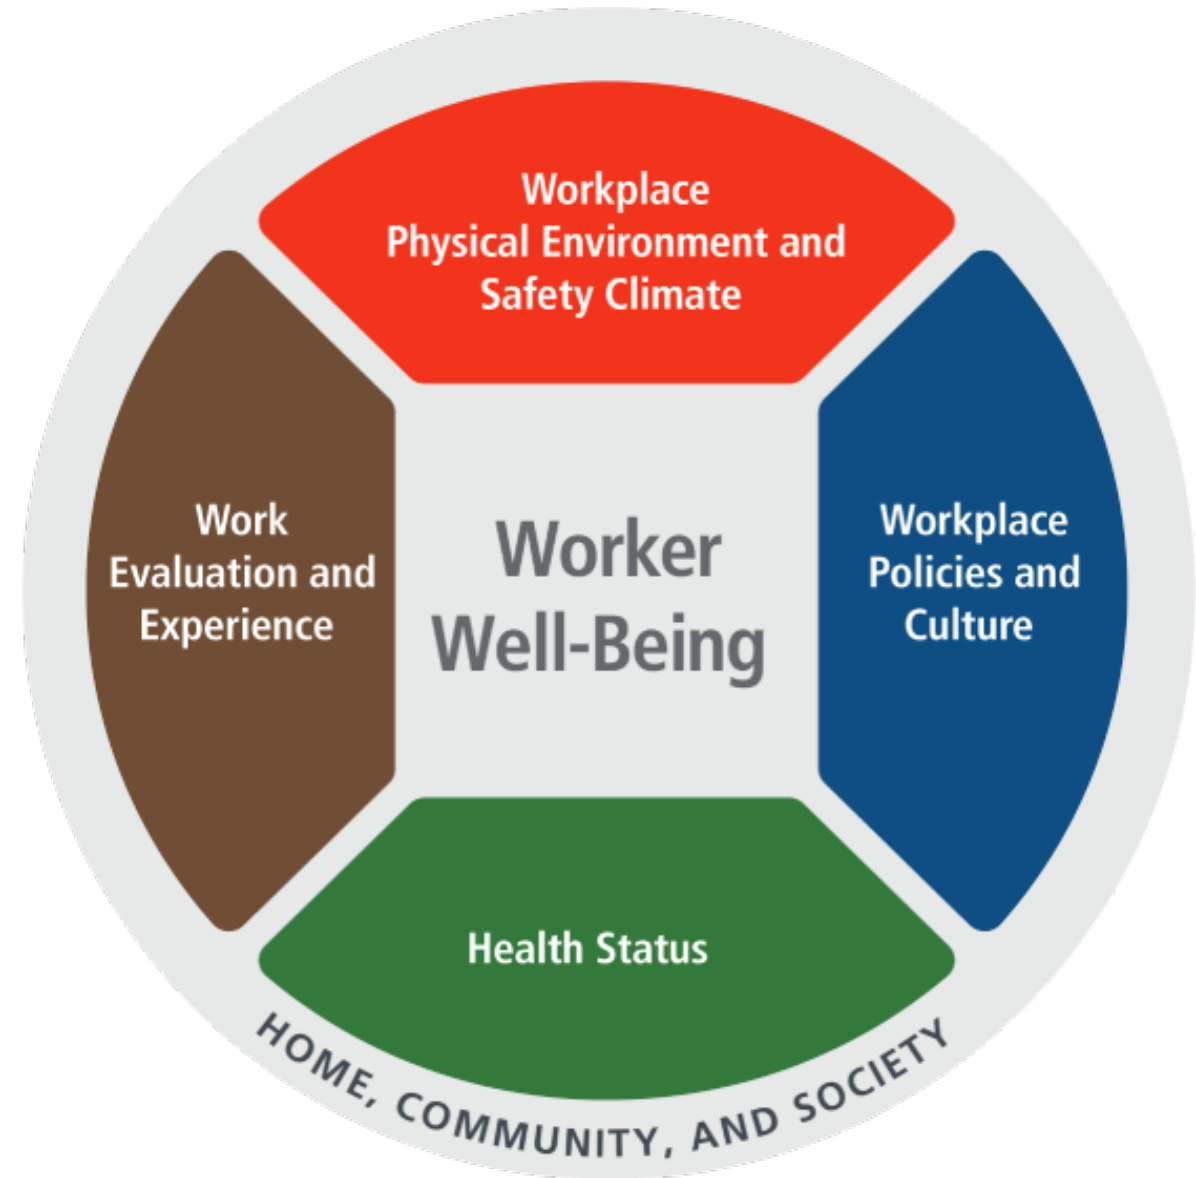 Workplace
Physical Environment and
Safety Climate
Work
Evaluation and
Experience
Worker
Well-Being
Workplace
Policies and
Culture
Health Status
HOME, COMMUNITY, AND SOCIETY